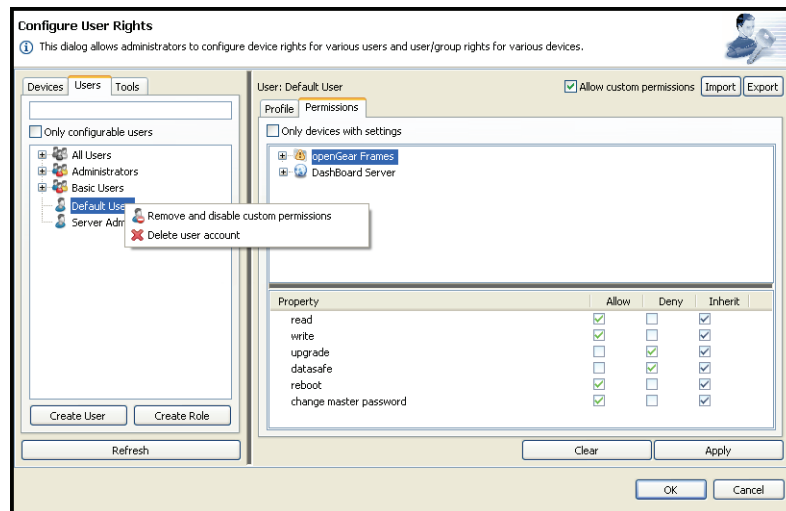 Configure User Rights
This dialog allows administrators to configure device rights for various users and user/group rights for various devices.
Devices Users Tools
Only configurable users
All Users
Administrators
Basic Users
Default User
Server Adm
Remove and disable custom permissions
Delete user account
Create User Create Role
Refresh
User: Default User
Allow custom permissions Import Export
Profile Permissions
Only devices with settings
openGear Frames
DashBoard Server
Property Allow Deny Inherit
read
write
upgrade
datasafe
reboot
change master password
Clear Apply
OK Cancel